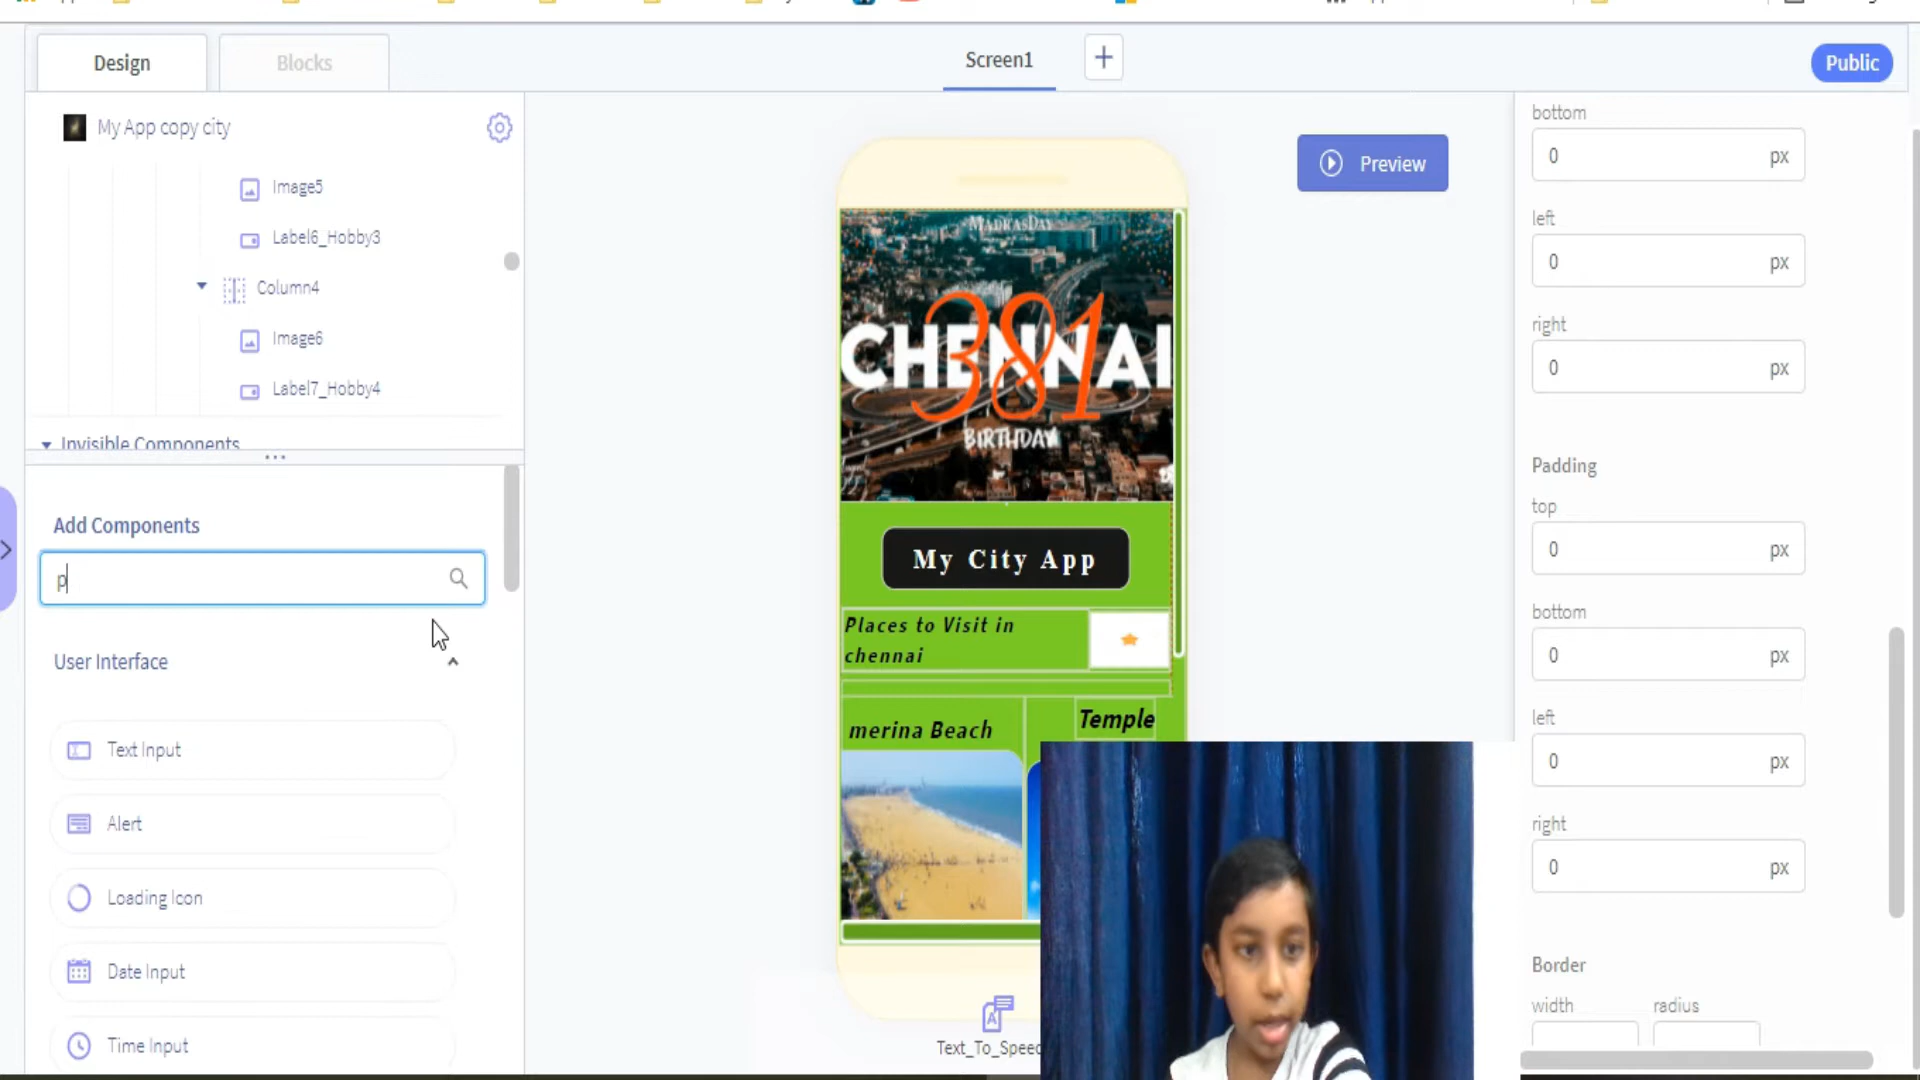 Design
Blocks
Screen1
Public
My App copy city
Image5
Label6_Hobby3
Column4
Image6
Label7_Hobby4
Invisible Components
Add Components
p
User Interface
Text Input
Alert
Loading Icon
Date Input
Time Input
Preview
MADRASDAY
CHENNAI
381
BIRTHDAY
My City App
Places to Visit in
chennai
merina Beach
Temple
Text_To_Speec
bottom
0 px
left
0 px
right
0 px
Padding
top
0 px
bottom
0 px
left
0 px
right
0 px
Border
width radius